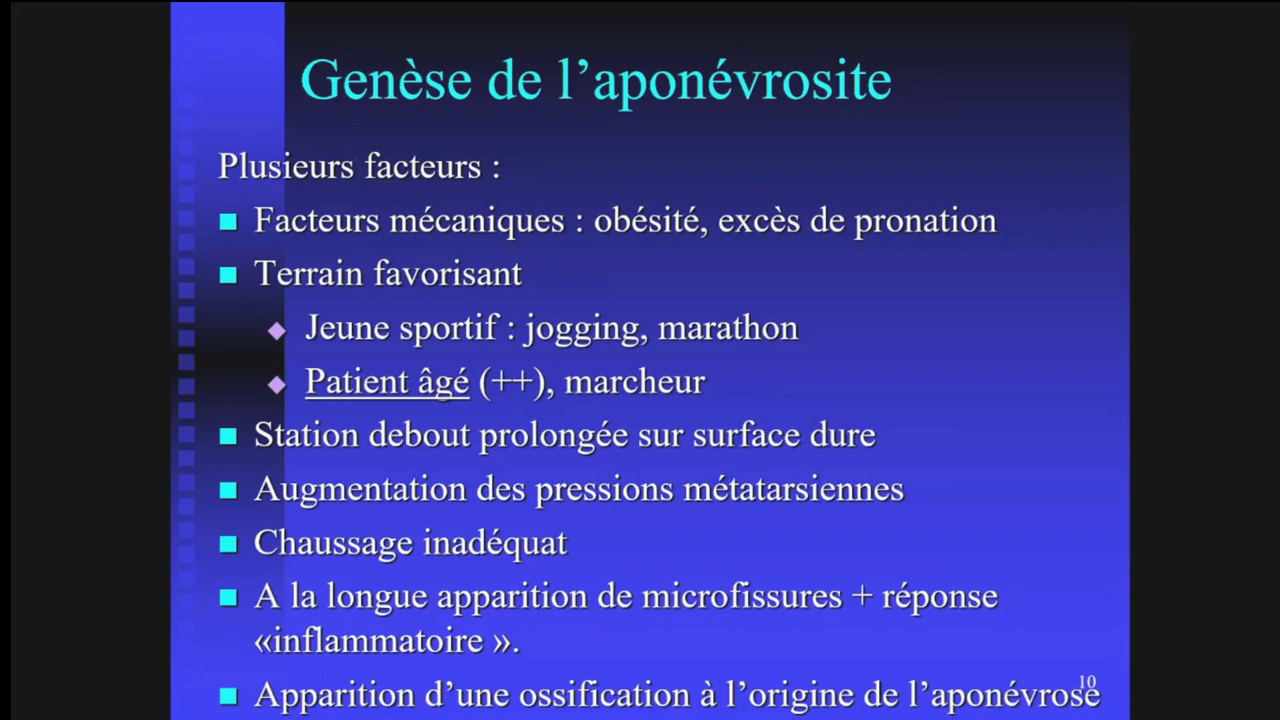 Genèse de l’aponévrosite
Plusieurs facteurs :
Facteurs mécaniques : obésité, excès de pronation
Terrain favorisant
Jeune sportif : jogging, marathon
Patient âgé (++), marcheur
Station debout prolongée sur surface dure
Augmentation des pressions métatarsiennes
Chaussage inadéquat
A la longue apparition de microfissures + réponse
«inflammatoire ».
Apparition d’une ossification à l’origine de l’aponévrose
10